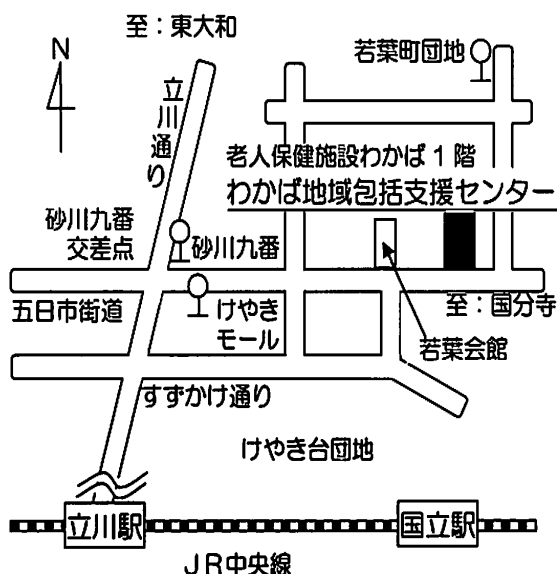 至：東大和
N
若葉町団地
立川通り
老人保健施設わかば１階
わかば地域包括支援センター
砂川九番
交差点
砂川九番
五日市街道
けやき
モール
至：国分寺
若葉会館
すずかけ通り
けやき台団地
立川駅
国立駅
ＪＲ中央線